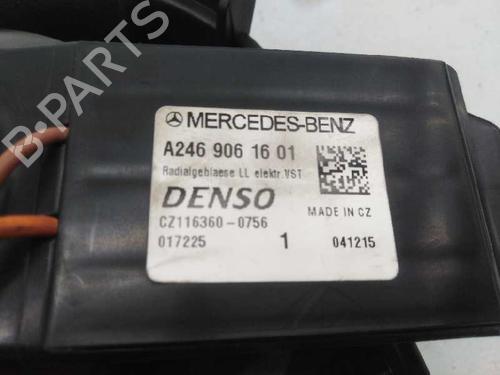 B-PARTS
MERCEDES-BENZ
A246 906 16 01
Radialgeblaese LL elektr.VST
DENSO
MADE IN CZ
CZ116360-0756
017225 1 041215